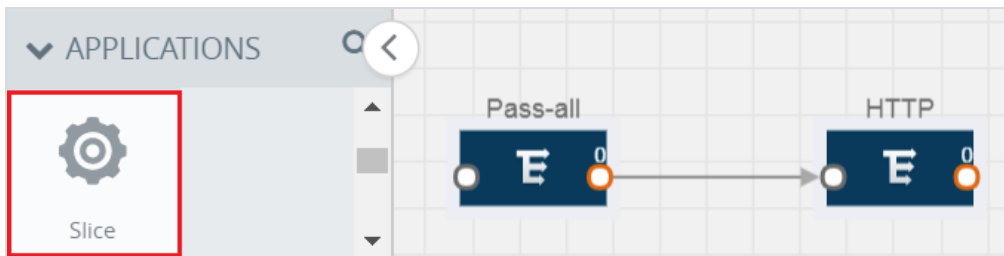 APPLICATIONS
Slice
Pass-all
0
HTTP
0